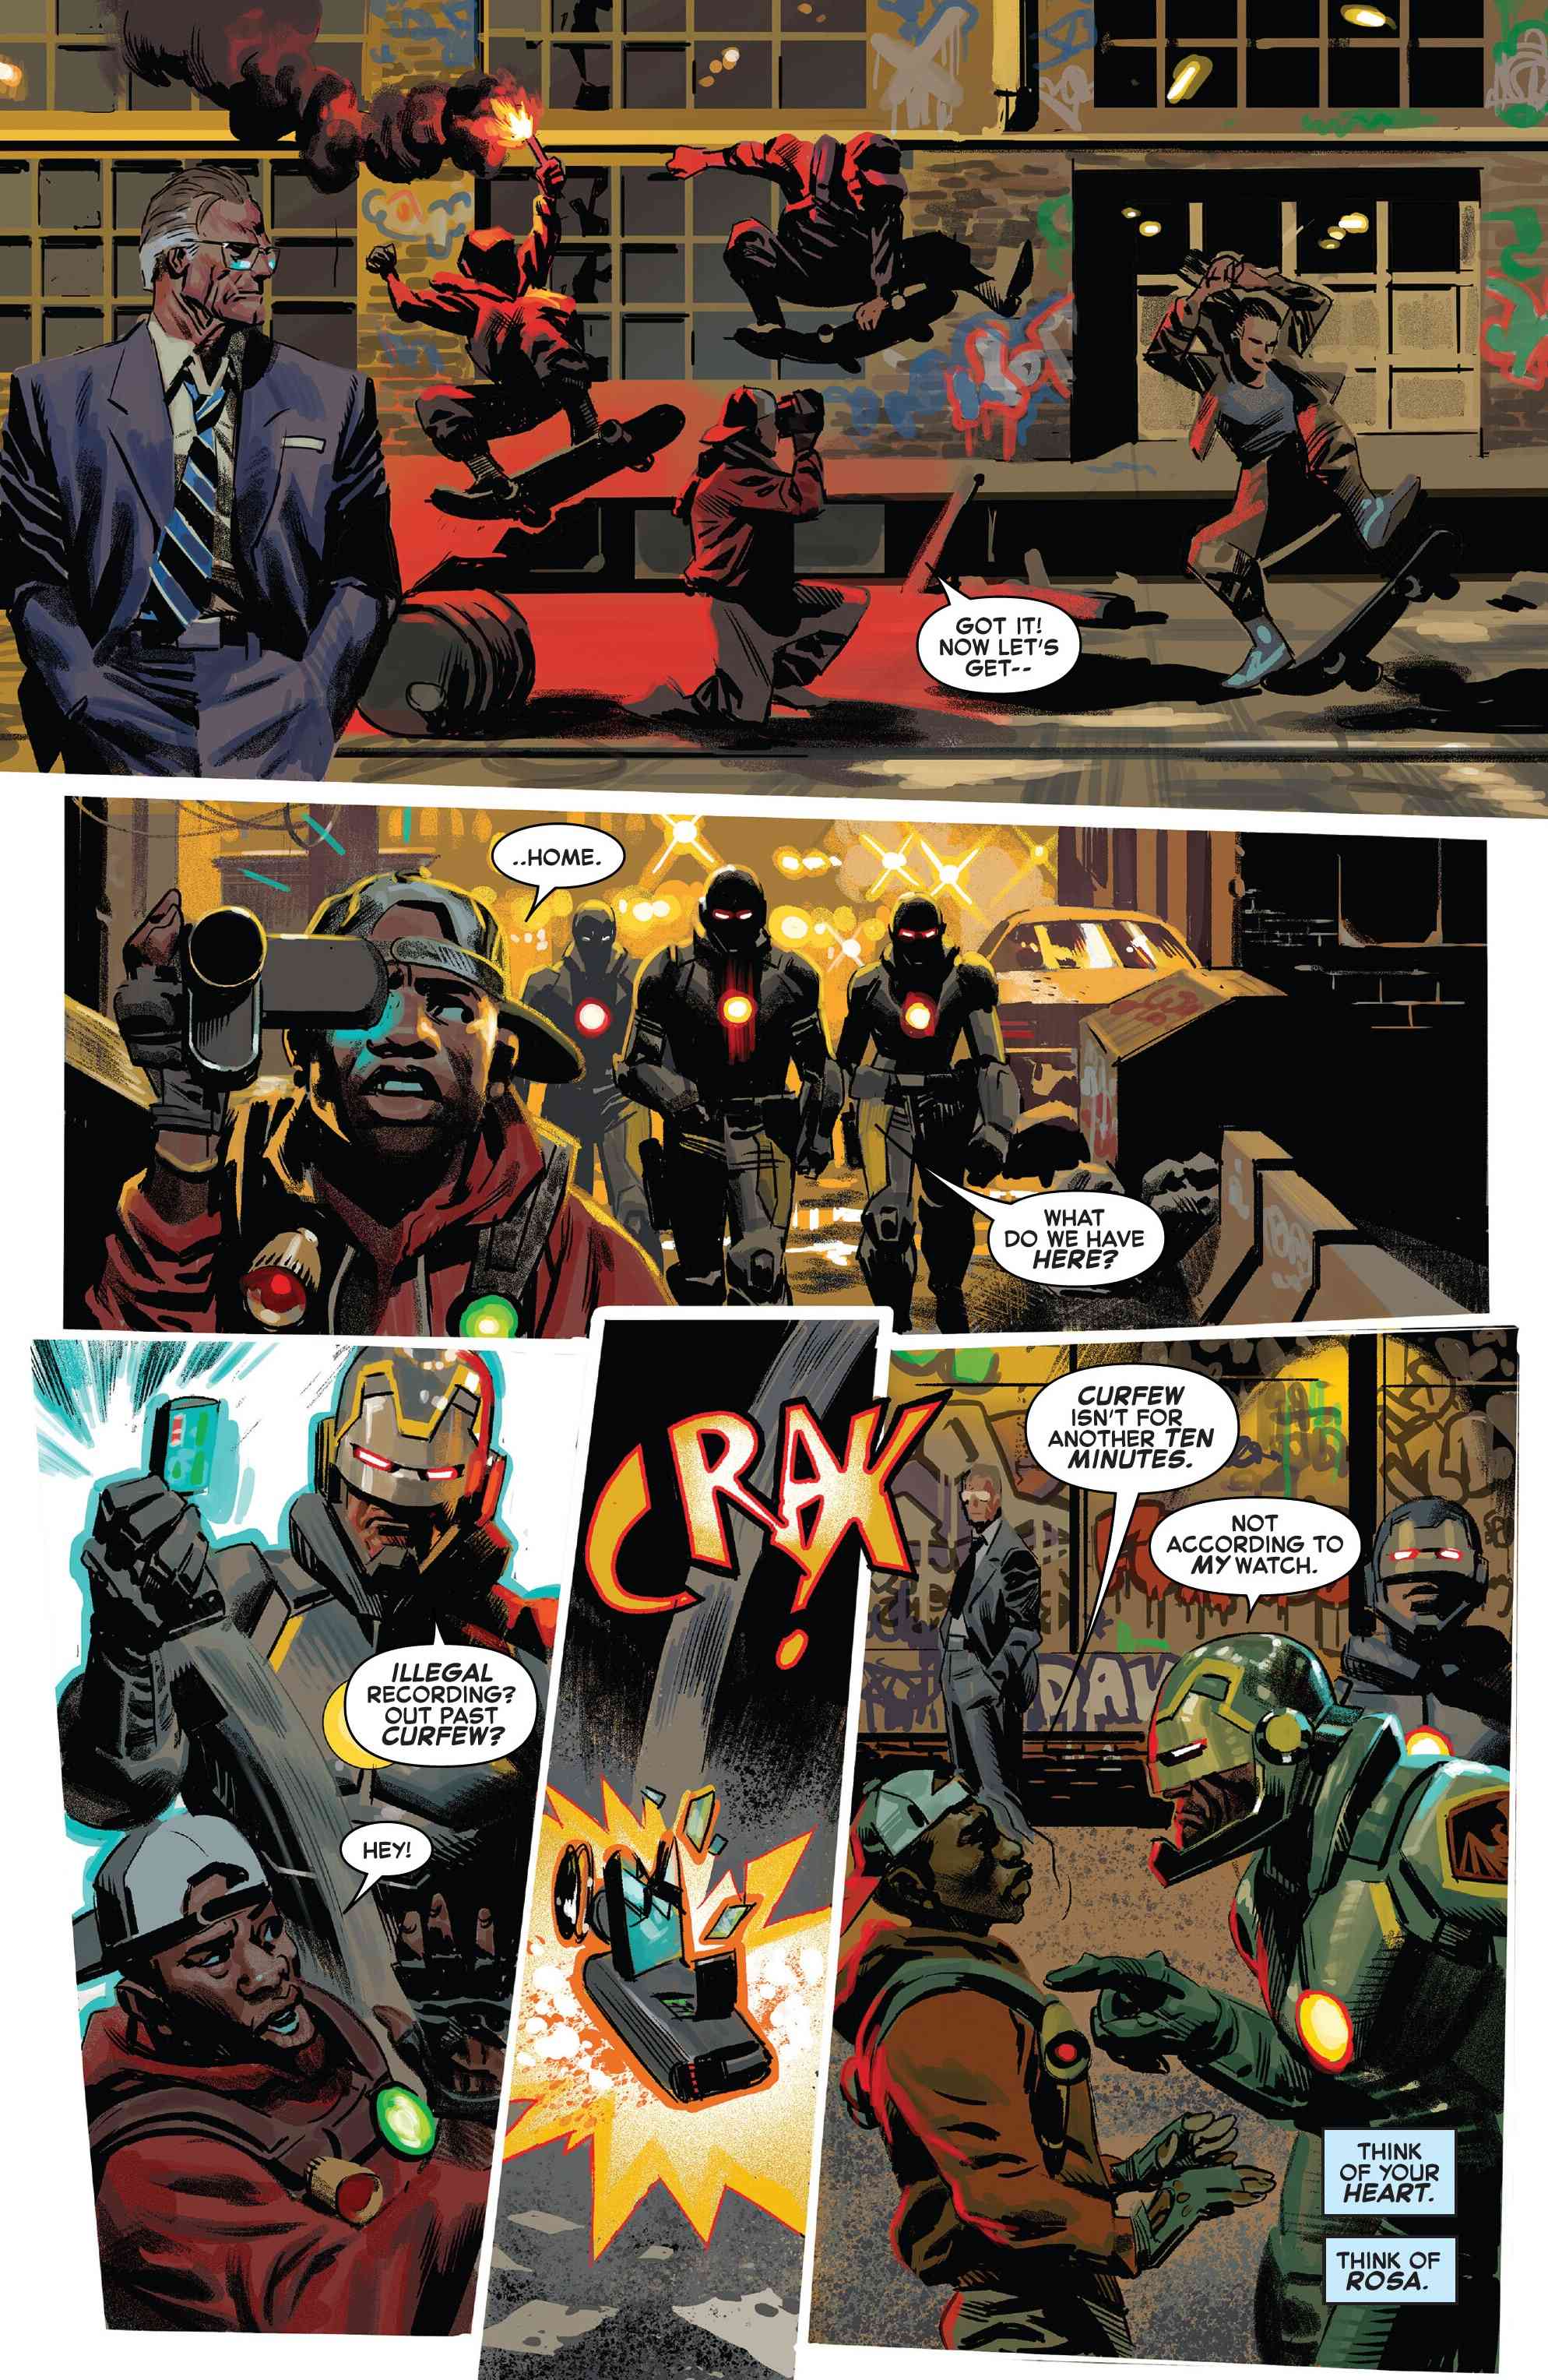 GOT IT!
NOW LET'S
GET--
..HOME.
WHAT
DO WE HAVE
HERE?
ILLEGAL
RECORDING?
OUT PAST
CURFEW?
HEY!
CRAK!
CURFEW
ISN'T FOR
ANOTHER TEN
MINUTES.
NOT
ACCORDING TO
MY WATCH.
THINK
OF YOUR
HEART.
THINK OF
ROSA.